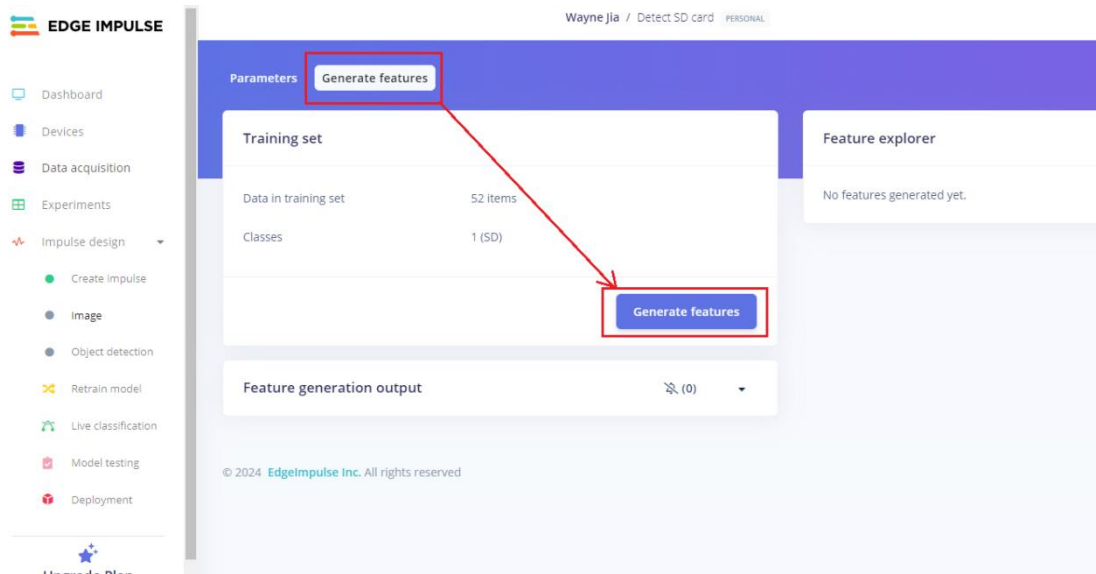 EDGE IMPULSE
Wayne Jia / Detect SD card PERSONAL
Dashboard
Devices
Data acquisition
Experiments
Impulse design
Create impulse
Image
Object detection
Retrain model
Live classification
Model testing
Deployment
Upgrade Plan
Parameters Generate features
Training set
Data in training set 52 items
Classes 1 (SD)
Generate features
Feature generation output (0)
Feature explorer
No features generated yet.
© 2024 EdgeImpulse Inc. All rights reserved